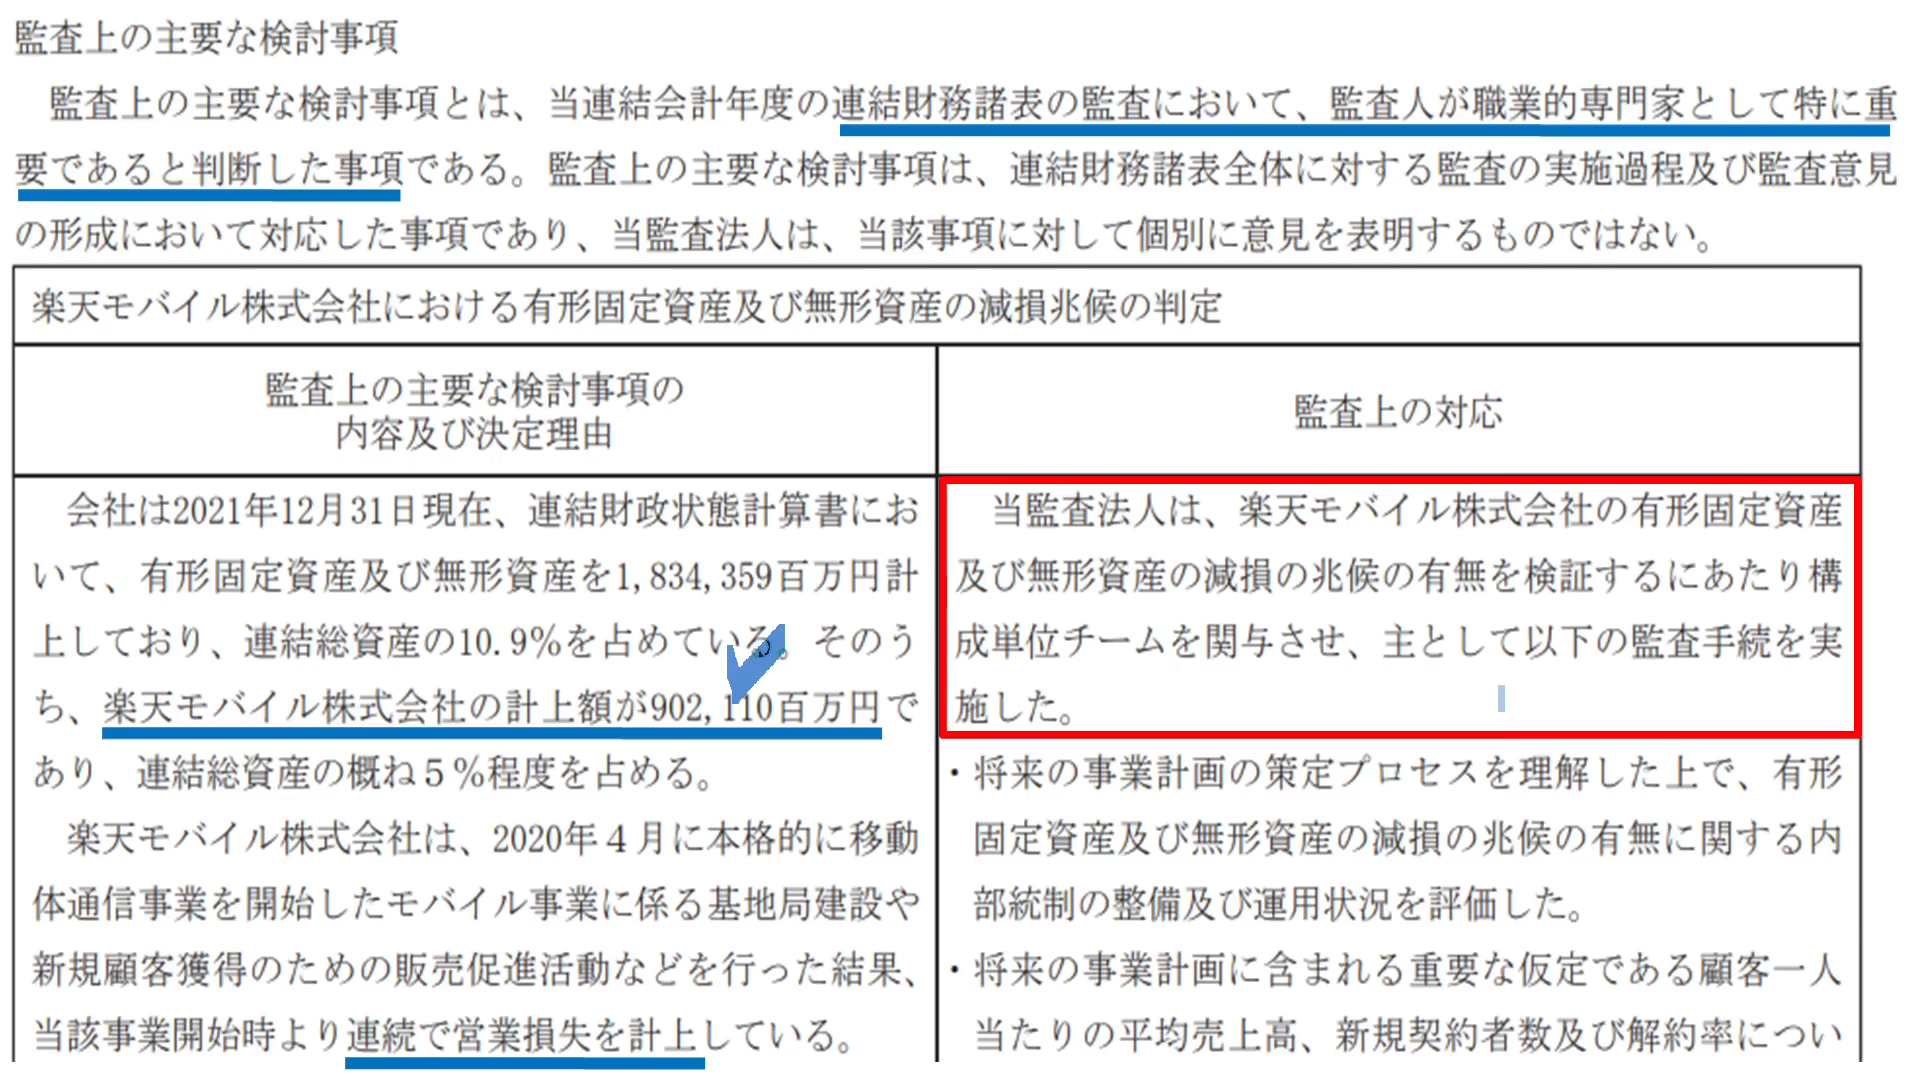 監査上の主要な検討事項
監査上の主要な検討事項とは、当連結会計年度の連結財務諸表の監査において、監査人が職業的専門家として特に重
要であると判断した事項である。監査上の主要な検討事項は、連結財務諸表全体に対する監査の実施過程及び監査意見
の形成において対応した事項であり、当監査法人は、当該事項に対して個別に意見を表明するものではない。
楽天モバイル株式会社における有形固定資産及び無形資産の減損兆候の判定
監査上の主要な検討事項の
内容及び決定理由
会社は2021年12月31日現在、連結財政状態計算書にお
いて、有形固定資産及び無形資産を1,834,359百万円計
上しており、連結総資産の10.9%を占めている。そのう
ち、楽天モバイル株式会社の計上額が902,110百万円で
あり、連結総資産の概ね5%程度を占める。
楽天モバイル株式会社は、2020年4月に本格的に移動
体通信事業を開始したモバイル事業に係る基地局建設や
新規顧客獲得のための販売促進活動などを行った結果、
当該事業開始時より連続で営業損失を計上している。
監査上の対応
当監査法人は、楽天モバイル株式会社の有形固定資産
及び無形資産の減損の兆候の有無を検証するにあたり構
成単位チームを関与させ、主として以下の監査手続を実
施した。
・将来の事業計画の策定プロセスを理解した上で、有形
固定資産及び無形資産の減損の兆候の有無に関する内
部統制の整備及び運用状況を評価した。
・将来の事業計画に含まれる重要な仮定である顧客一人
当たりの平均売上高、新規契約者数及び解約率につい